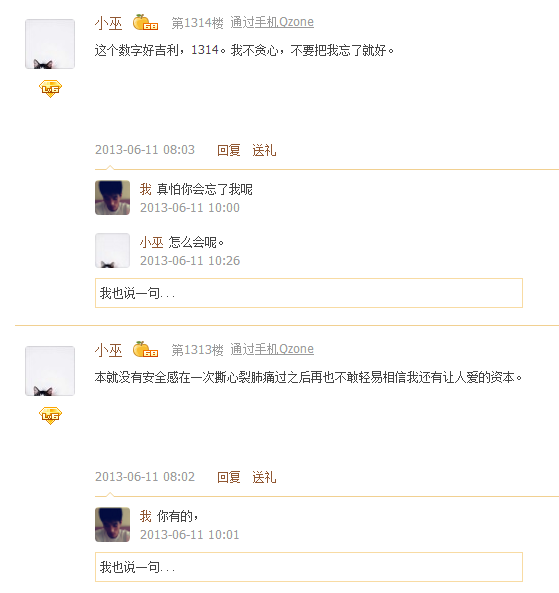 小巫 68 第1314楼 通过手机Qzone
这个数字好吉利，1314。我不贪心，不要把我忘了就好。
LV6
2013-06-11 08:03 回复 送礼
我 真怕你会忘了我呢
2013-06-11 10:00
小巫 怎么会呢。
2013-06-11 10:26
我也说一句...
小巫 68 第1313楼 通过手机Qzone
本就没有安全感在一次撕心裂肺痛过之后再也不敢轻易相信我还有让人爱的资本。
LV6
2013-06-11 08:02 回复 送礼
我 你有的，
2013-06-11 10:01
我也说一句...